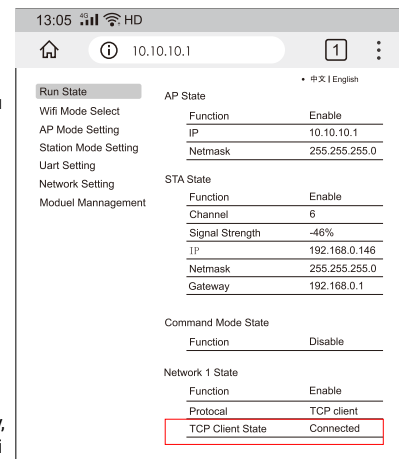 13:05 4G HD
10.10.10.1 1
• 中文 | English
Run State
Wifi Mode Select
AP Mode Setting
Station Mode Setting
Uart Setting
Network Setting
Moduel Mannagement
AP State
Function Enable
IP 10.10.10.1
Netmask 255.255.255.0
STA State
Function Enable
Channel 6
Signal Strength -46%
IP 192.168.0.146
Netmask 255.255.255.0
Gateway 192.168.0.1
Command Mode State
Function Disable
Network 1 State
Function Enable
Protocal TCP client
TCP Client State Connected